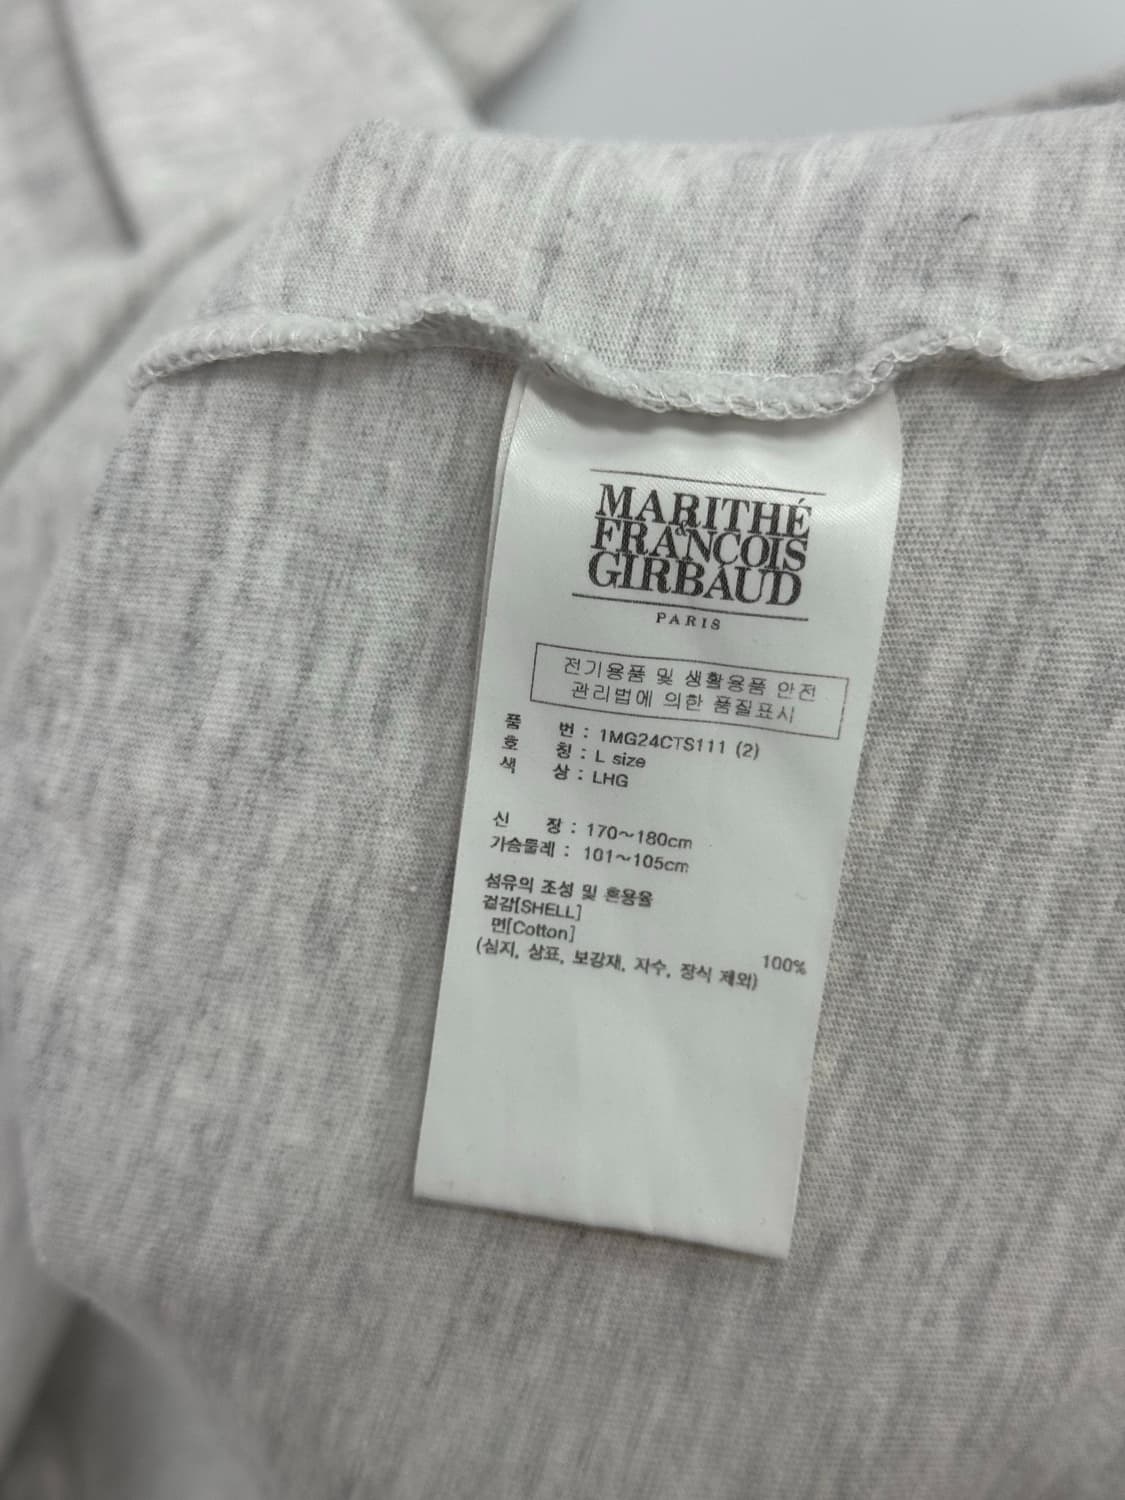 MARITHÉ
&
FRANCOIS
GIRBAUD
PARIS
전기용품 및 생활용품 안전
관리법에 의한 품질표시
품 번 : 1MG24CTS111 (2)
호 칭 : L size
색 상 : LHG
신 장 : 170~180cm
가슴둘레 : 101~105cm
섬유의 조성 및 혼용율
겉감[SHELL]
면[Cotton] 100%
(심지, 상표, 보강재, 자수, 장식 제외)